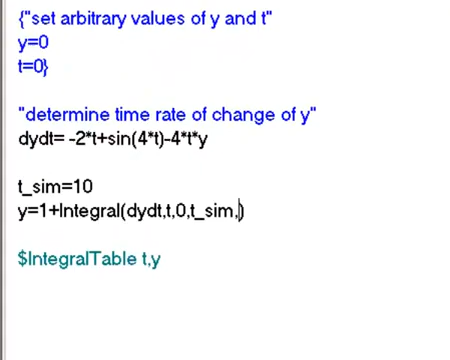 {"set arbitrary values of y and t"
y=0
t=0}
"determine time rate of change of y"
dydt= -2*t+sin(4*t)-4*t*y
t_sim=10
y=1+Integral(dydt,t,0,t_sim,)
$IntegralTable t,y